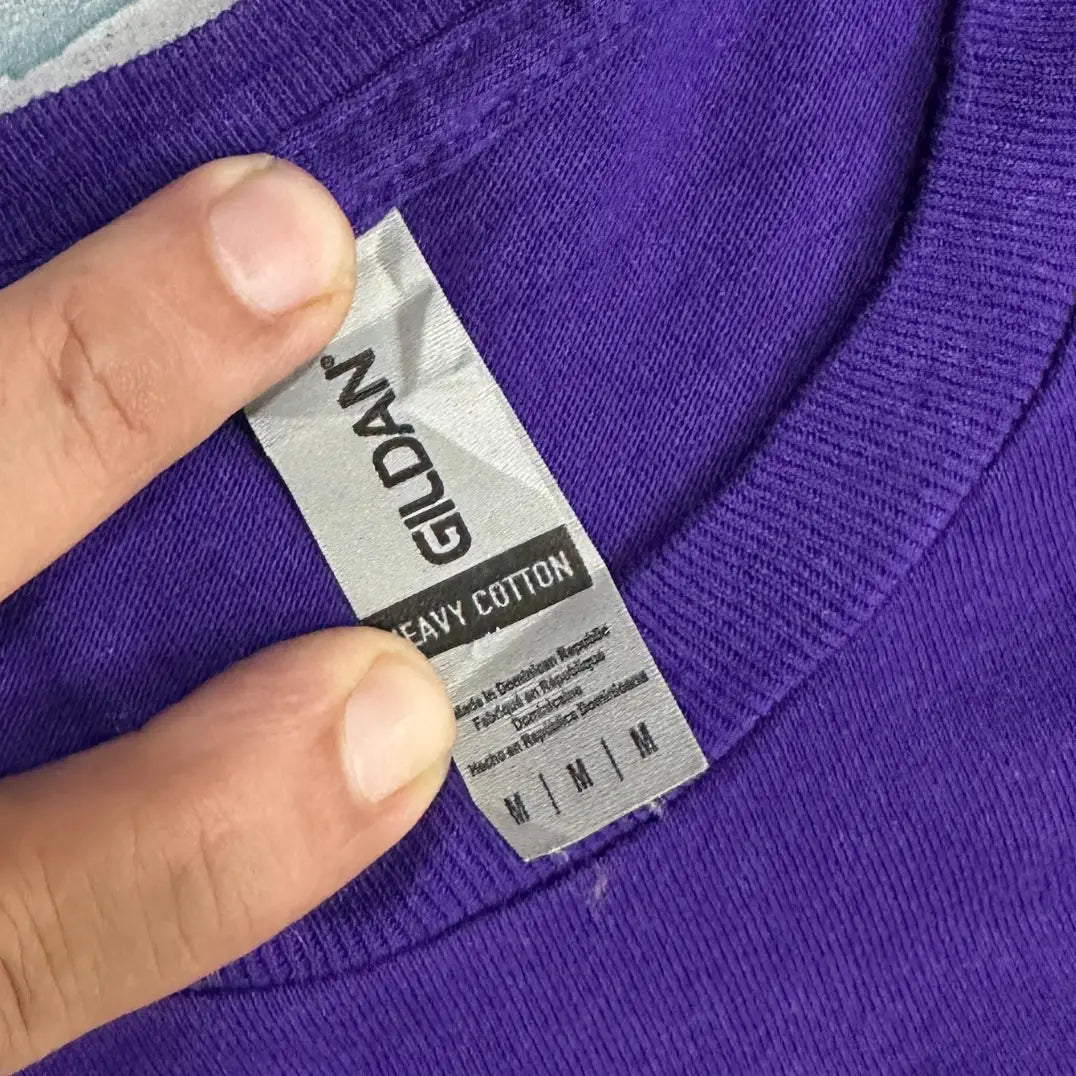 GILDAN®
HEAVY COTTON
Made in Dominican Republic
Fabriqué en République
Dominicaine
Hecho en República Dominicana
M | M | M